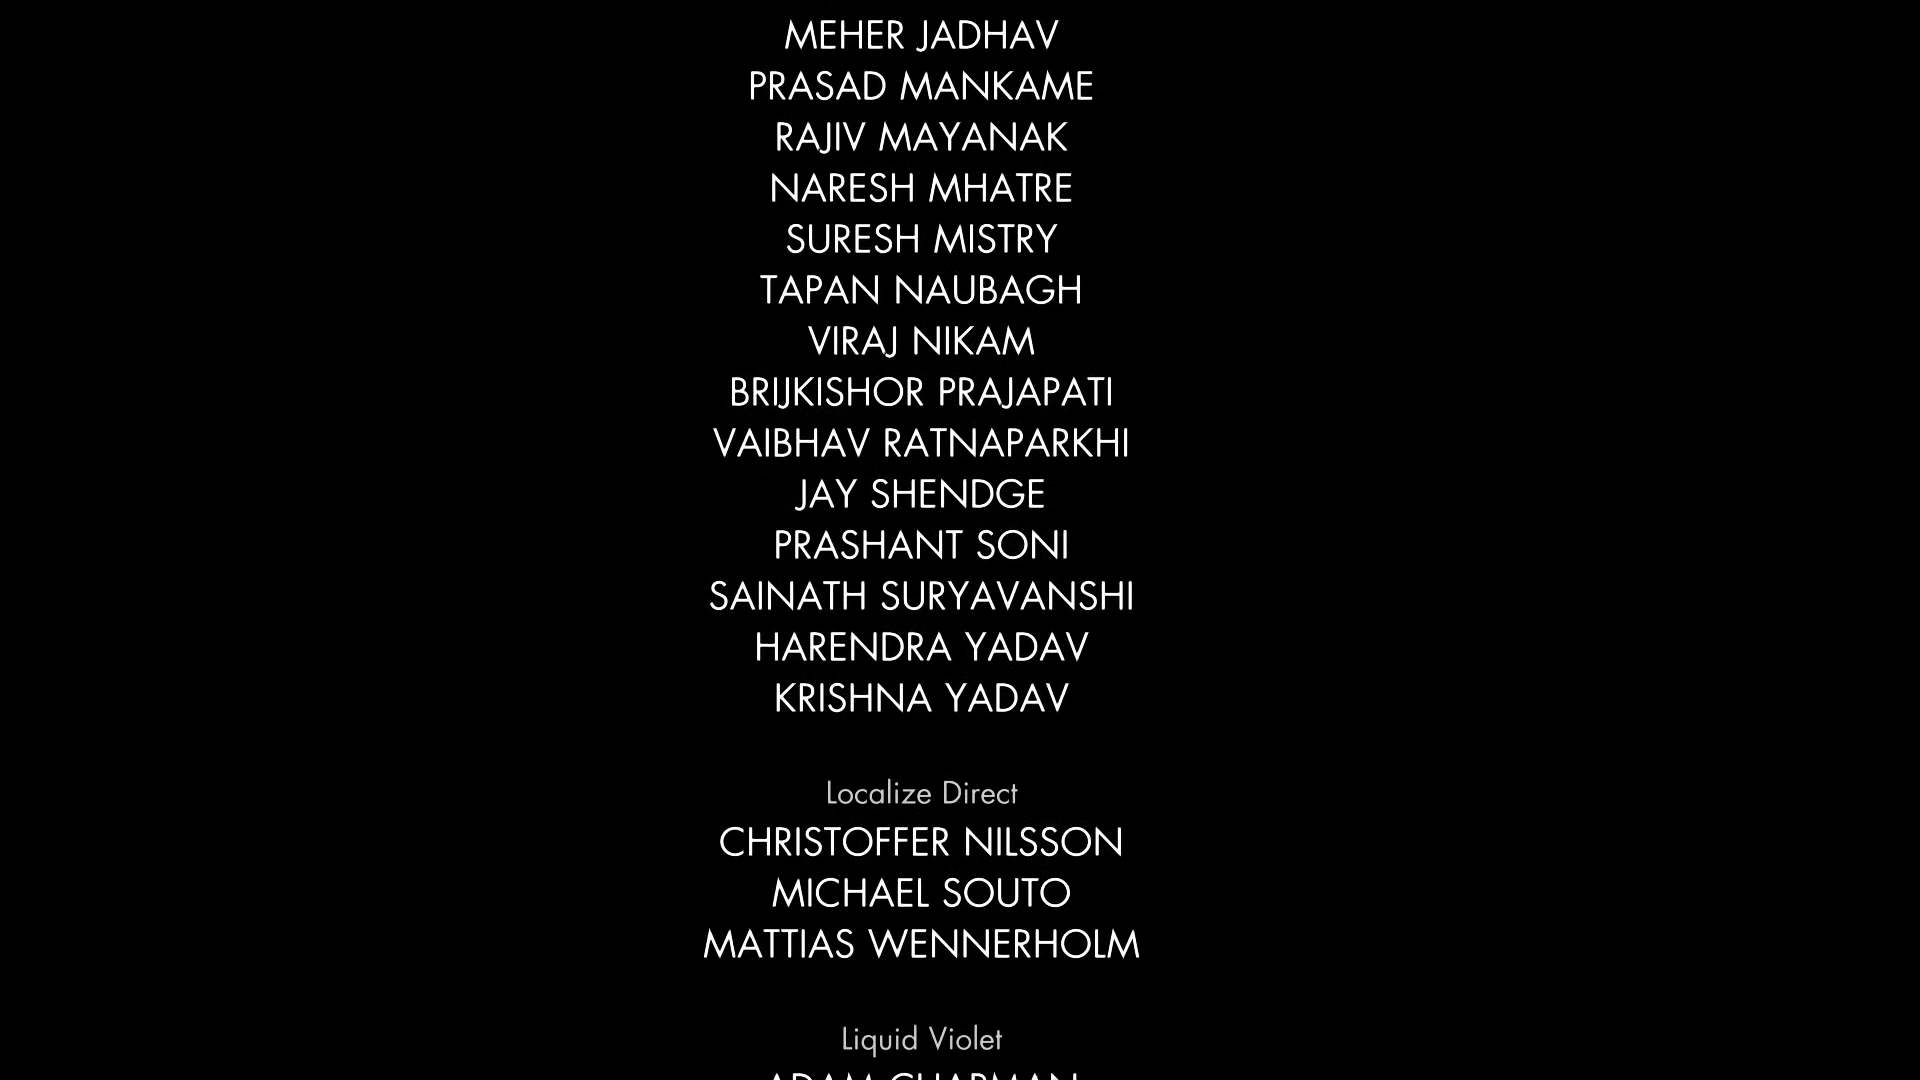 MEHER JADHAV
PRASAD MANKAME
RAJIV MAYANAK
NARESH MHATRE
SURESH MISTRY
TAPAN NAUBAGH
VIRAJ NIKAM
BRIJKISHOR PRAJAPATI
VAIBHAV RATNAPARKHI
JAY SHENDGE
PRASHANT SONI
SAINATH SURYAVANSHI
HARENDRA YADAV
KRISHNA YADAV
Localize Direct
CHRISTOFFER NILSSON
MICHAEL SOUTO
MATTIAS WENNERHOLM
Liquid Violet
ADAM CHAPMAN